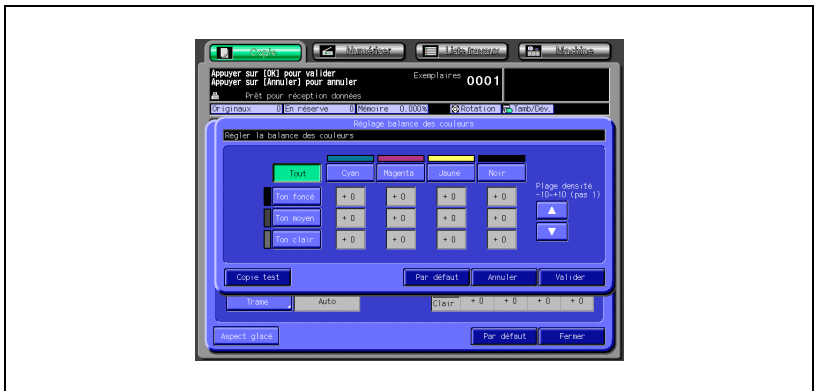 Copie Numériser Liste travaux Machine
Appuyer sur [OK] pour valider
Appuyer sur [Annuler] pour annuler
Exemplaires 0001
Prêt pour réception données
Originaux 0 En réserve 0 Mémoire 0.000% Rotation Tamb/Dév.
Réglage balance des couleurs
Régler la balance des couleurs
Tout Cyan Magenta Jaune Noir
Plage densité
-10~+10 (pas 1)
Ton foncé + 0 + 0 + 0 + 0
Ton moyen + 0 + 0 + 0 + 0
Ton clair + 0 + 0 + 0 + 0
Copie test Par défaut Annuler Valider
Trame Auto Clair + 0 + 0 + 0 + 0
Aspect glacé Par défaut Fermer